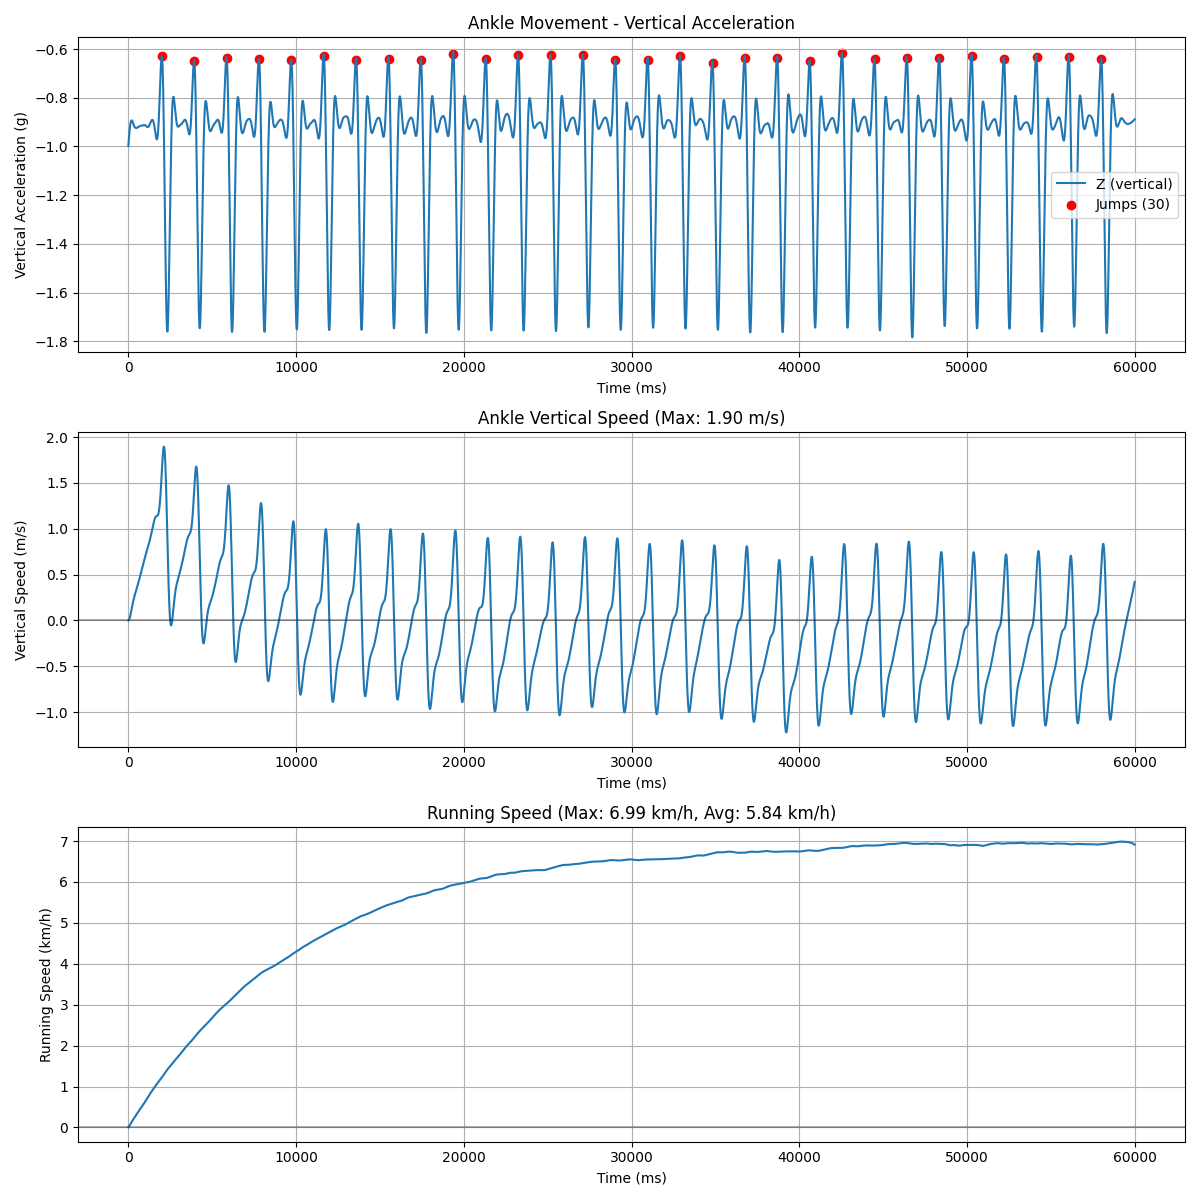 Ankle Movement - Vertical Acceleration
Vertical Acceleration (g)
−0.6
−0.8
−1.0
−1.2
−1.4
−1.6
−1.8
Z (vertical)
Jumps (30)
0 10000 20000 30000 40000 50000 60000
Time (ms)
Ankle Vertical Speed (Max: 1.90 m/s)
Vertical Speed (m/s)
2.0
1.5
1.0
0.5
0.0
−0.5
−1.0
0 10000 20000 30000 40000 50000 60000
Time (ms)
Running Speed (Max: 6.99 km/h, Avg: 5.84 km/h)
Running Speed (km/h)
7
6
5
4
3
2
1
0
0 10000 20000 30000 40000 50000 60000
Time (ms)